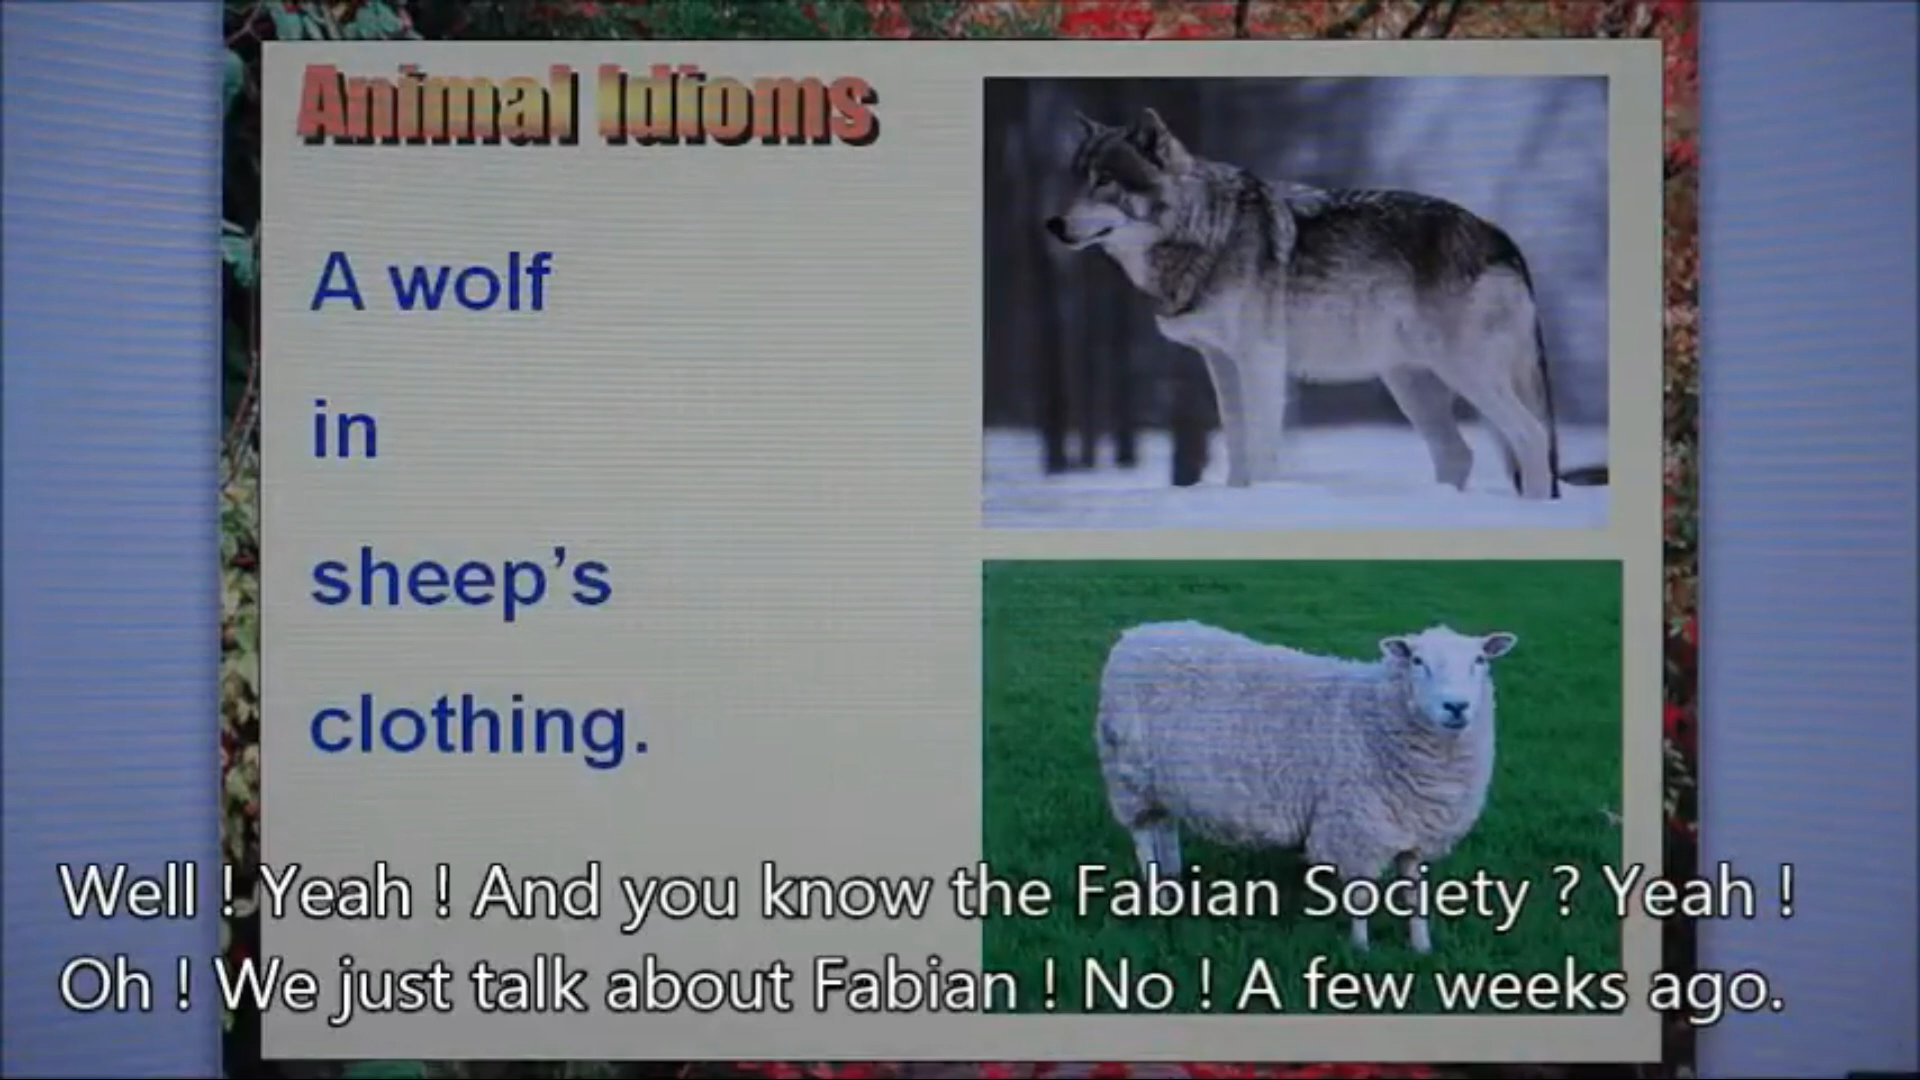 Animal Idioms
A wolf
in
sheep's
clothing.
Well ! Yeah ! And you know the Fabian Society ? Yeah !
Oh ! We just talk about Fabian ! No ! A few weeks ago.